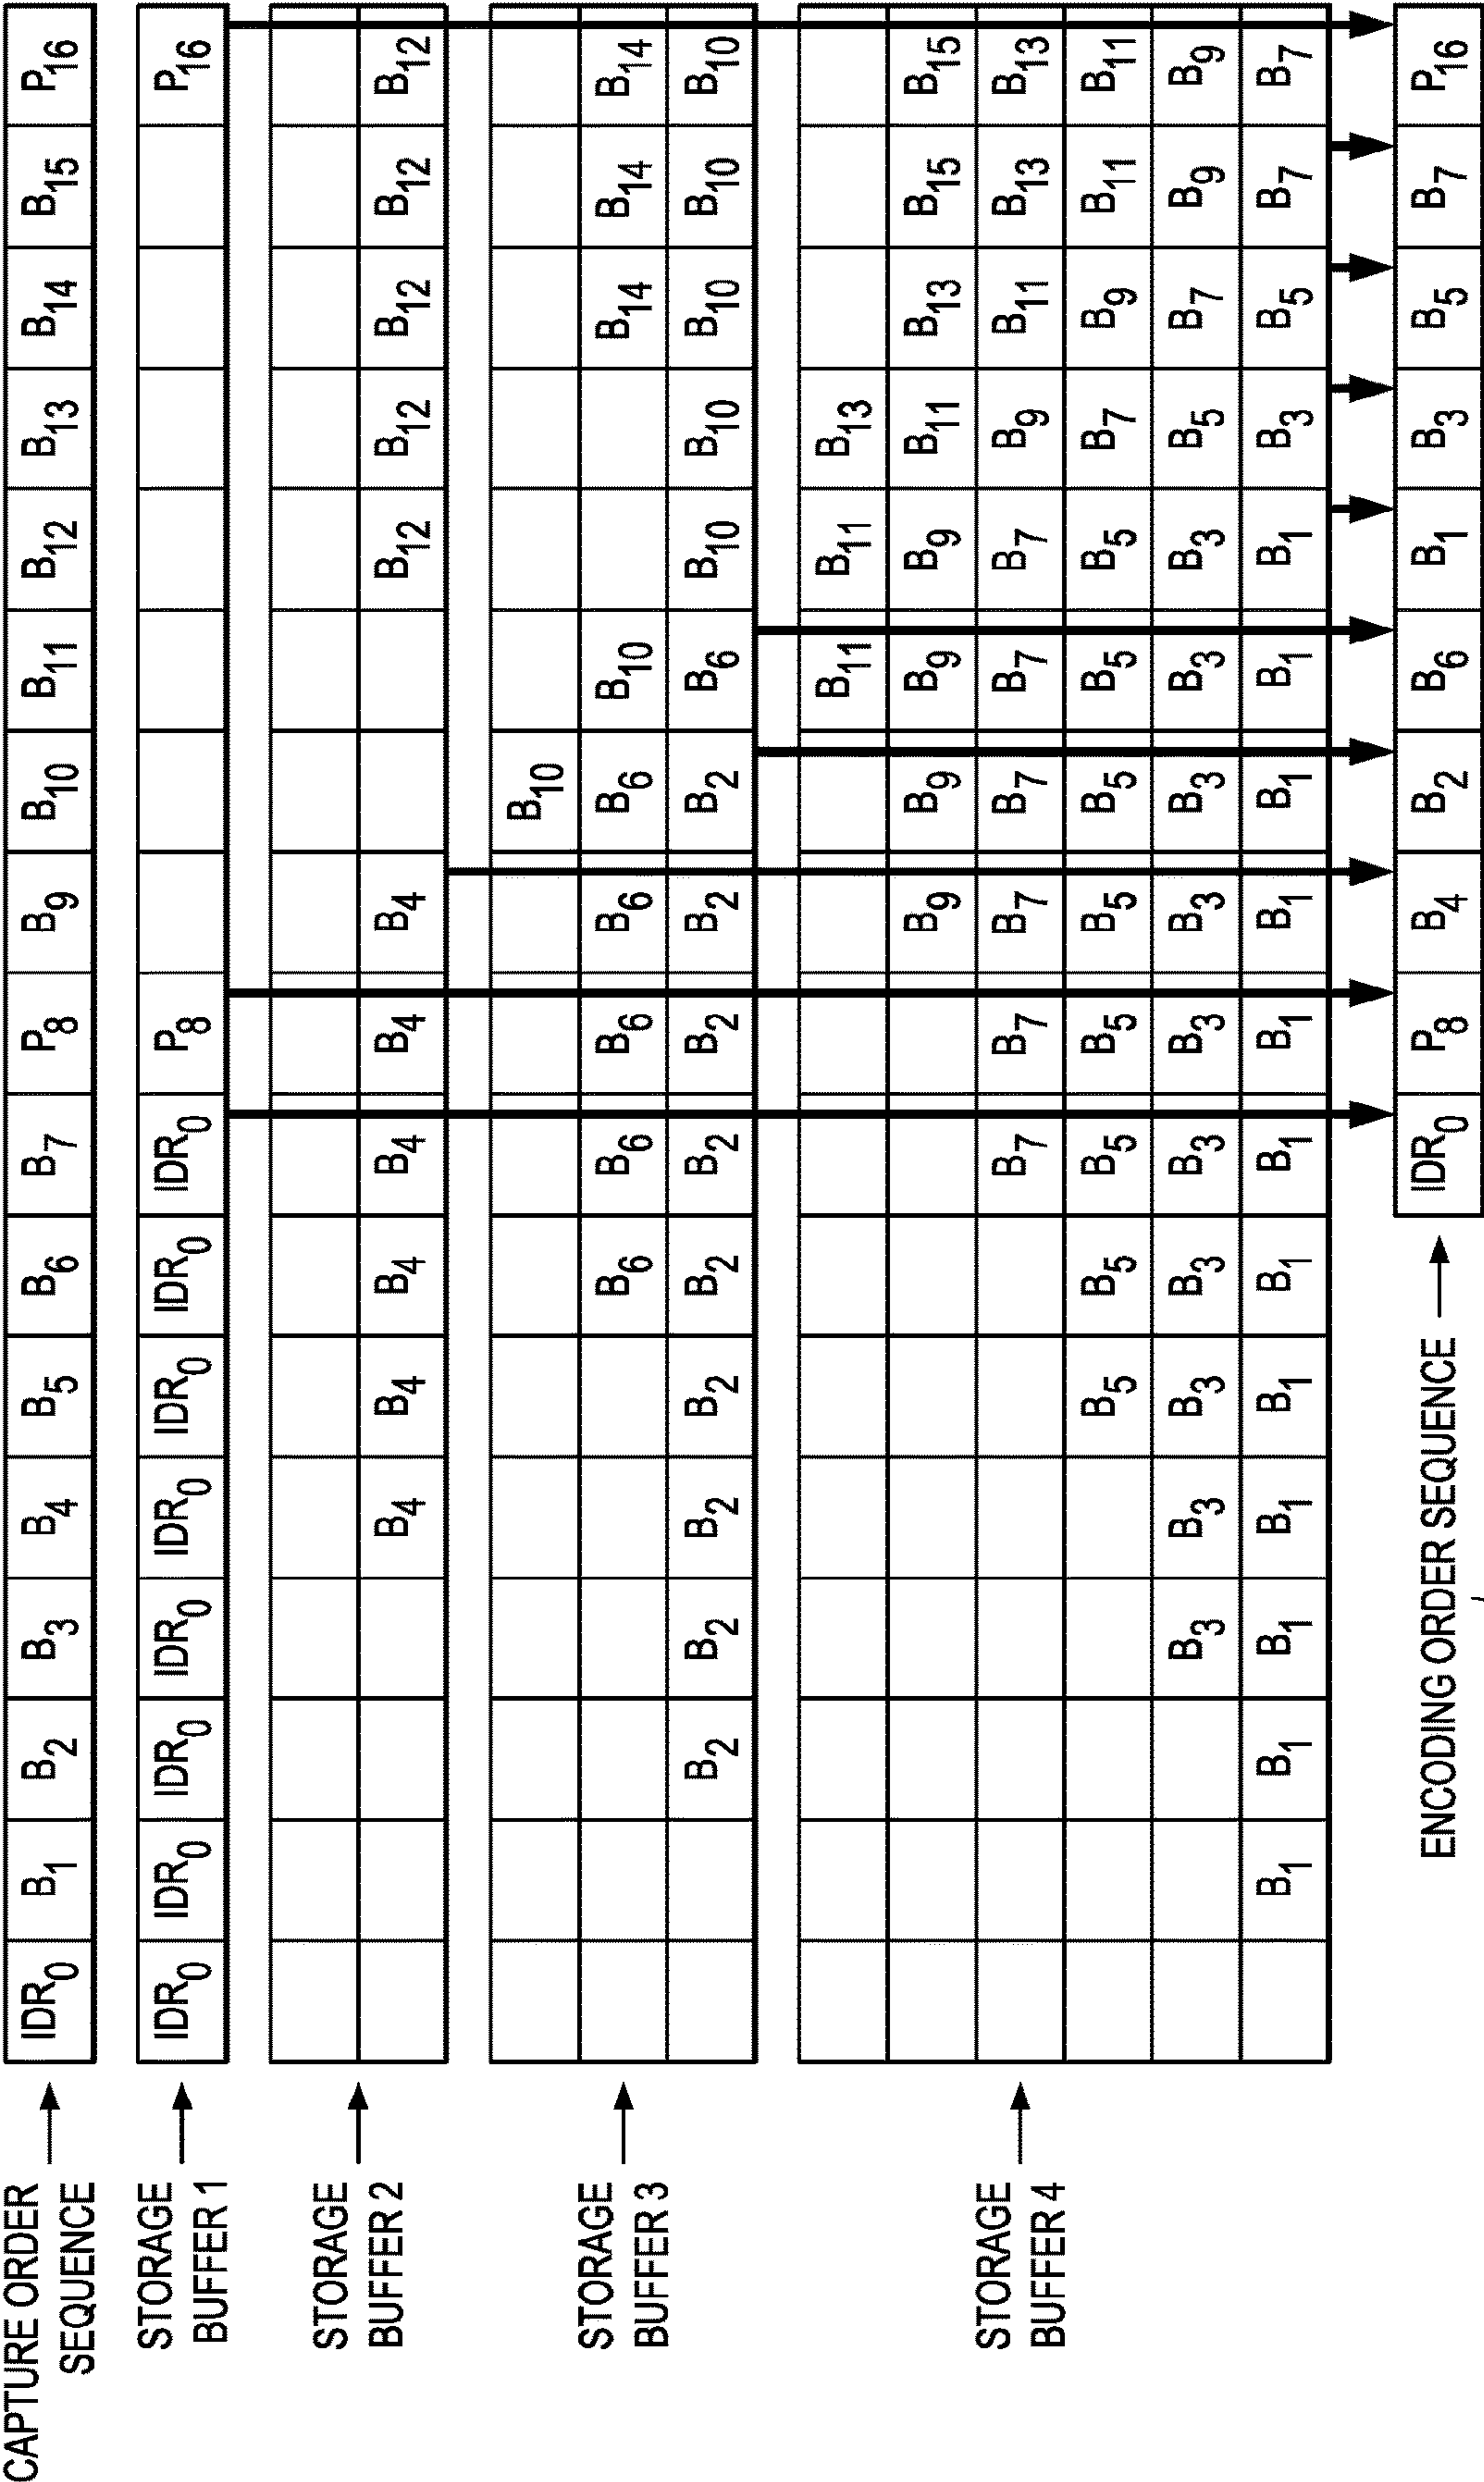 CAPTURE ORDER
SEQUENCE
IDR0 B1 B2 B3 B4 B5 B6 B7 P8 B9 B10 B11 B12 B13 B14 B15 P16
STORAGE
BUFFER 1
IDR0 IDR0 IDR0 IDR0 IDR0 IDR0 IDR0 IDR0 P8 P16
STORAGE
BUFFER 2
B4 B4 B4 B4 B4 B4 B12 B12 B12 B12 B12
STORAGE
BUFFER 3
B10
B6 B6 B6 B6 B6 B10 B14 B14 B14
B2 B2 B2 B2 B2 B2 B2 B2 B2 B6 B10 B10 B10 B10 B10
STORAGE
BUFFER 4
B11 B11 B13
B9 B9 B9 B9 B11 B13 B15 B15
B7 B7 B7 B7 B7 B7 B9 B11 B13 B13
B5 B5 B5 B5 B5 B5 B5 B5 B7 B9 B11 B11
B3 B3 B3 B3 B3 B3 B3 B3 B3 B3 B5 B7 B9 B9
B1 B1 B1 B1 B1 B1 B1 B1 B1 B1 B1 B1 B3 B5 B7 B7
ENCODING ORDER SEQUENCE
IDR0 P8 B4 B2 B6 B1 B3 B5 B7 P16